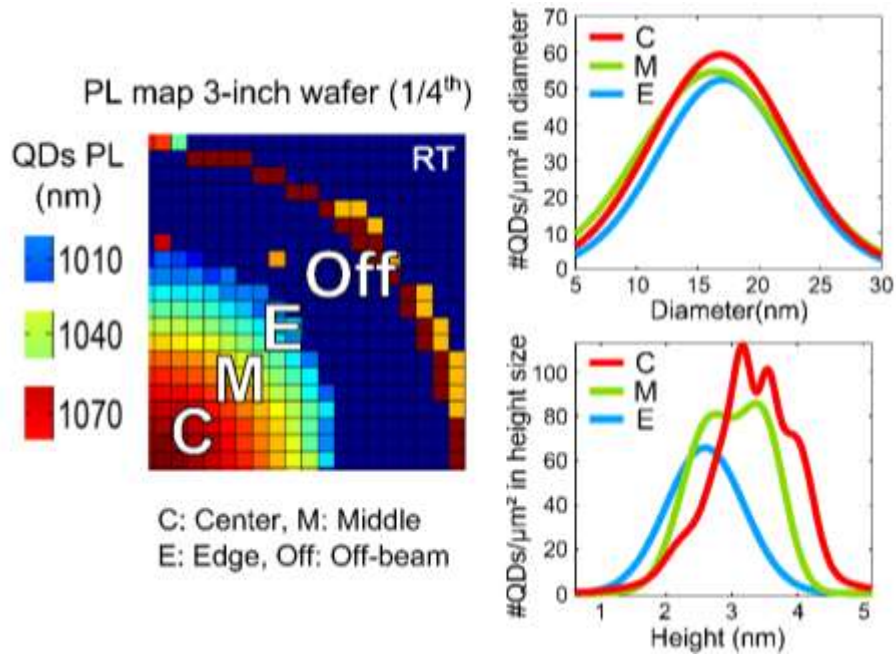 PL map 3-inch wafer (1/4th)
QDs PL
(nm)
1010
1040
1070
RT
Off
E
M
C
C: Center, M: Middle
E: Edge, Off: Off-beam
#QDs/µm² in diameter
70
60
50
40
30
20
10
0
C
M
E
5 10 15 20 25 30
Diameter(nm)
#QDs/µm² in height size
100
80
60
40
20
0
C
M
E
1 2 3 4 5
Height (nm)